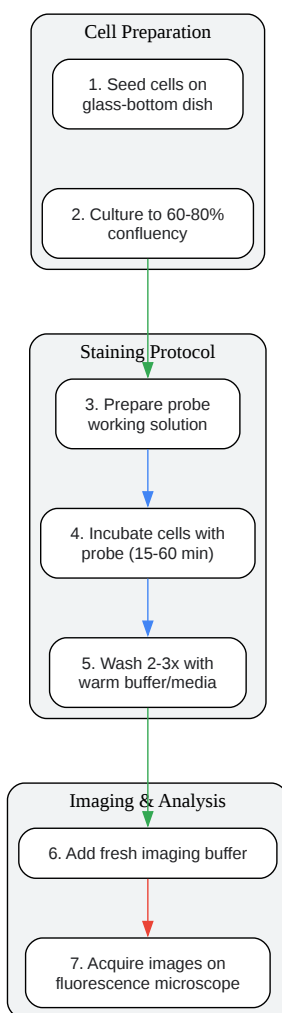 Cell Preparation
1. Seed cells on
glass-bottom dish
2. Culture to 60-80%
confluency
Staining Protocol
3. Prepare probe
working solution
4. Incubate cells with
probe (15-60 min)
5. Wash 2-3x with
warm buffer/media
Imaging & Analysis
6. Add fresh imaging buffer
7. Acquire images on
fluorescence microscope